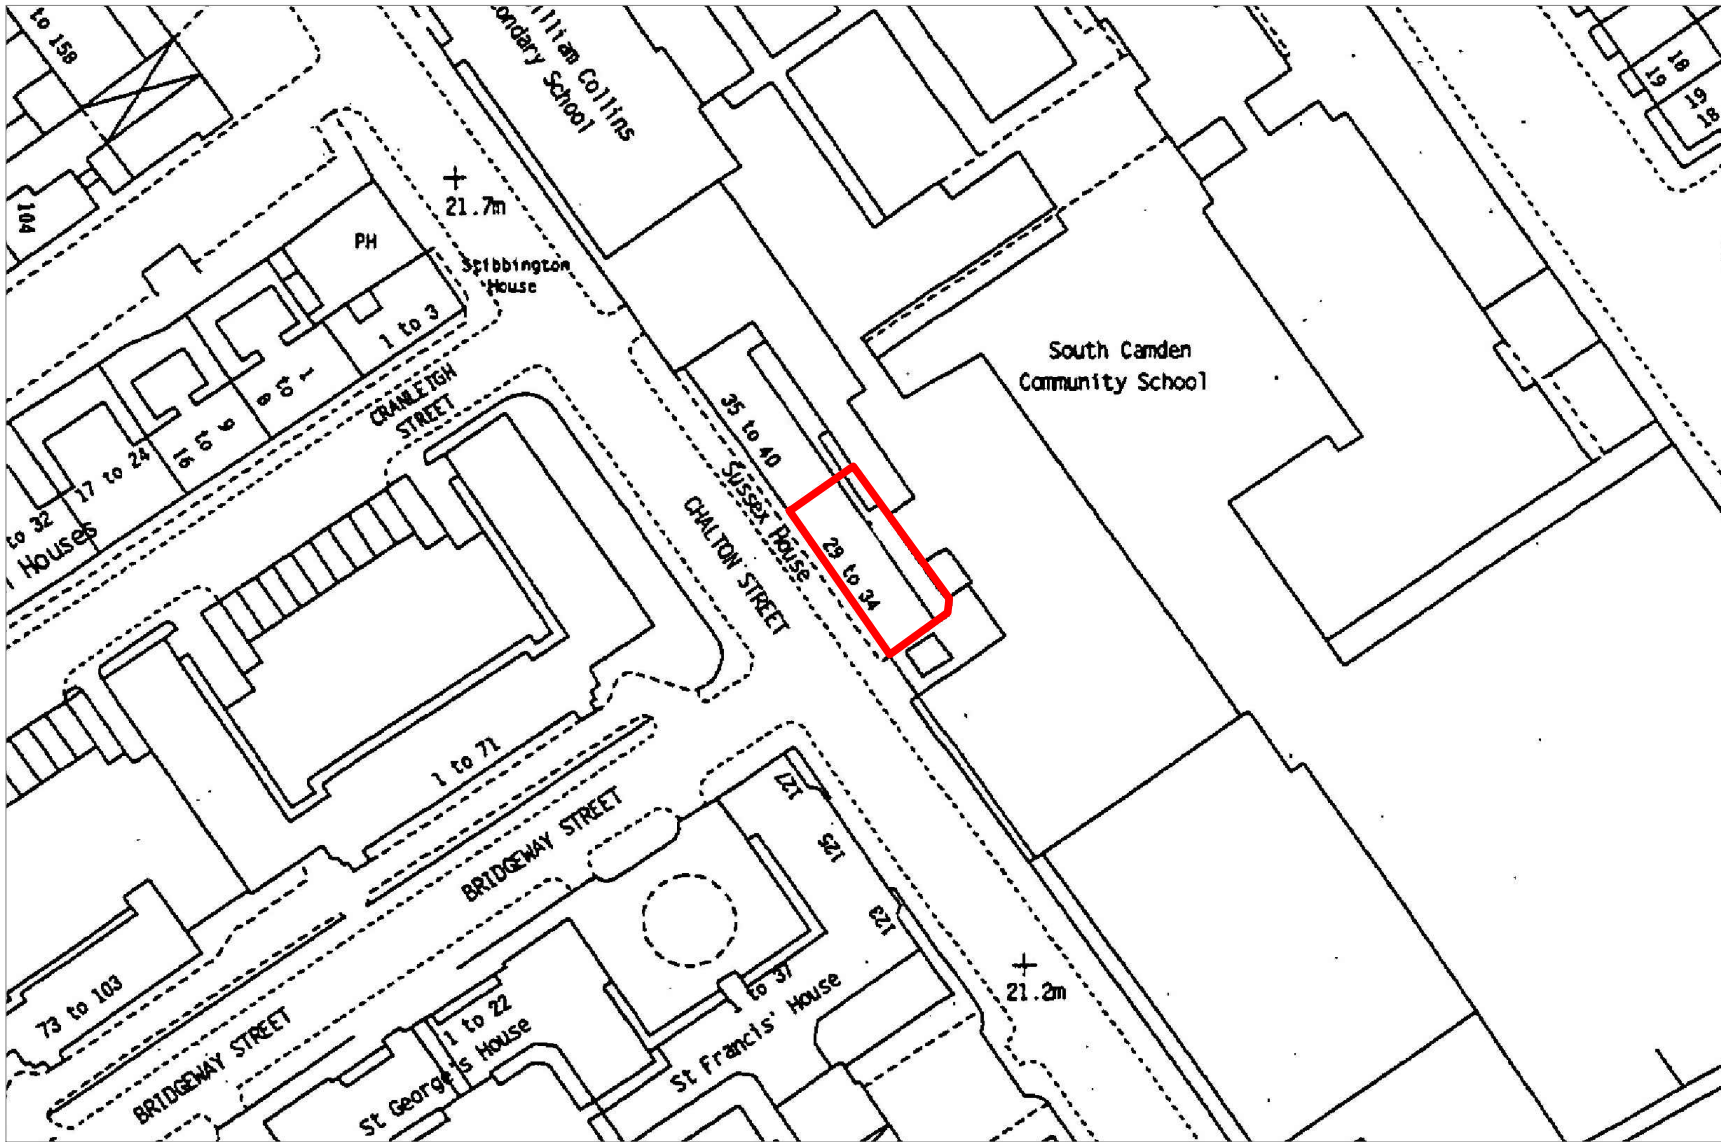 to 158
William Collins
ondary School
18
19
19
18
104
21.7m
PH
Stibbington
House
1 to 3
South Camden
Community School
CRANLEIGH
STREET
1 to 8
9 to 16
17 to 24
to 32
Houses
35 to 40
Sussex House
29 to 34
CHALTON STREET
1 to 71
BRIDGEWAY STREET
127
125
123
21.2m
73 to 103
to 37
1 to 22
St George's House
St Francis' House
BRIDGEWAY STREET